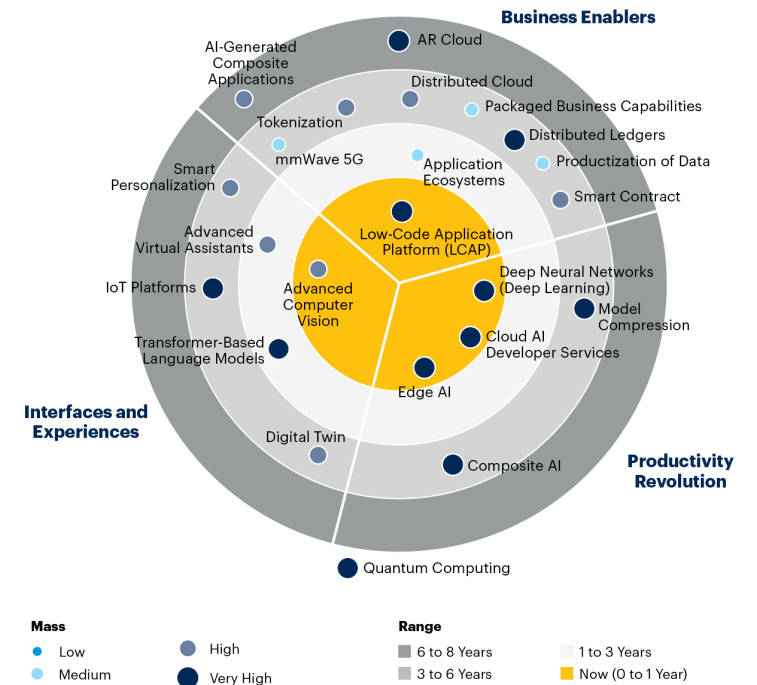 Business Enablers
AR Cloud
AI-Generated
Composite
Applications
Distributed Cloud
Tokenization
Packaged Business Capabilities
Distributed Ledgers
mmWave 5G
Application
Ecosystems
Productization of Data
Smart
Personalization
Smart Contract
Low-Code Application
Platform (LCAP)
Advanced
Virtual Assistants
Deep Neural Networks
(Deep Learning)
IoT Platforms
Advanced
Computer
Vision
Model
Compression
Transformer-Based
Language Models
Cloud AI
Developer Services
Edge AI
Interfaces and
Experiences
Digital Twin
Composite AI
Productivity
Revolution
Quantum Computing
Mass
Low
Medium
High
Very High
Range
6 to 8 Years
3 to 6 Years
1 to 3 Years
Now (0 to 1 Year)